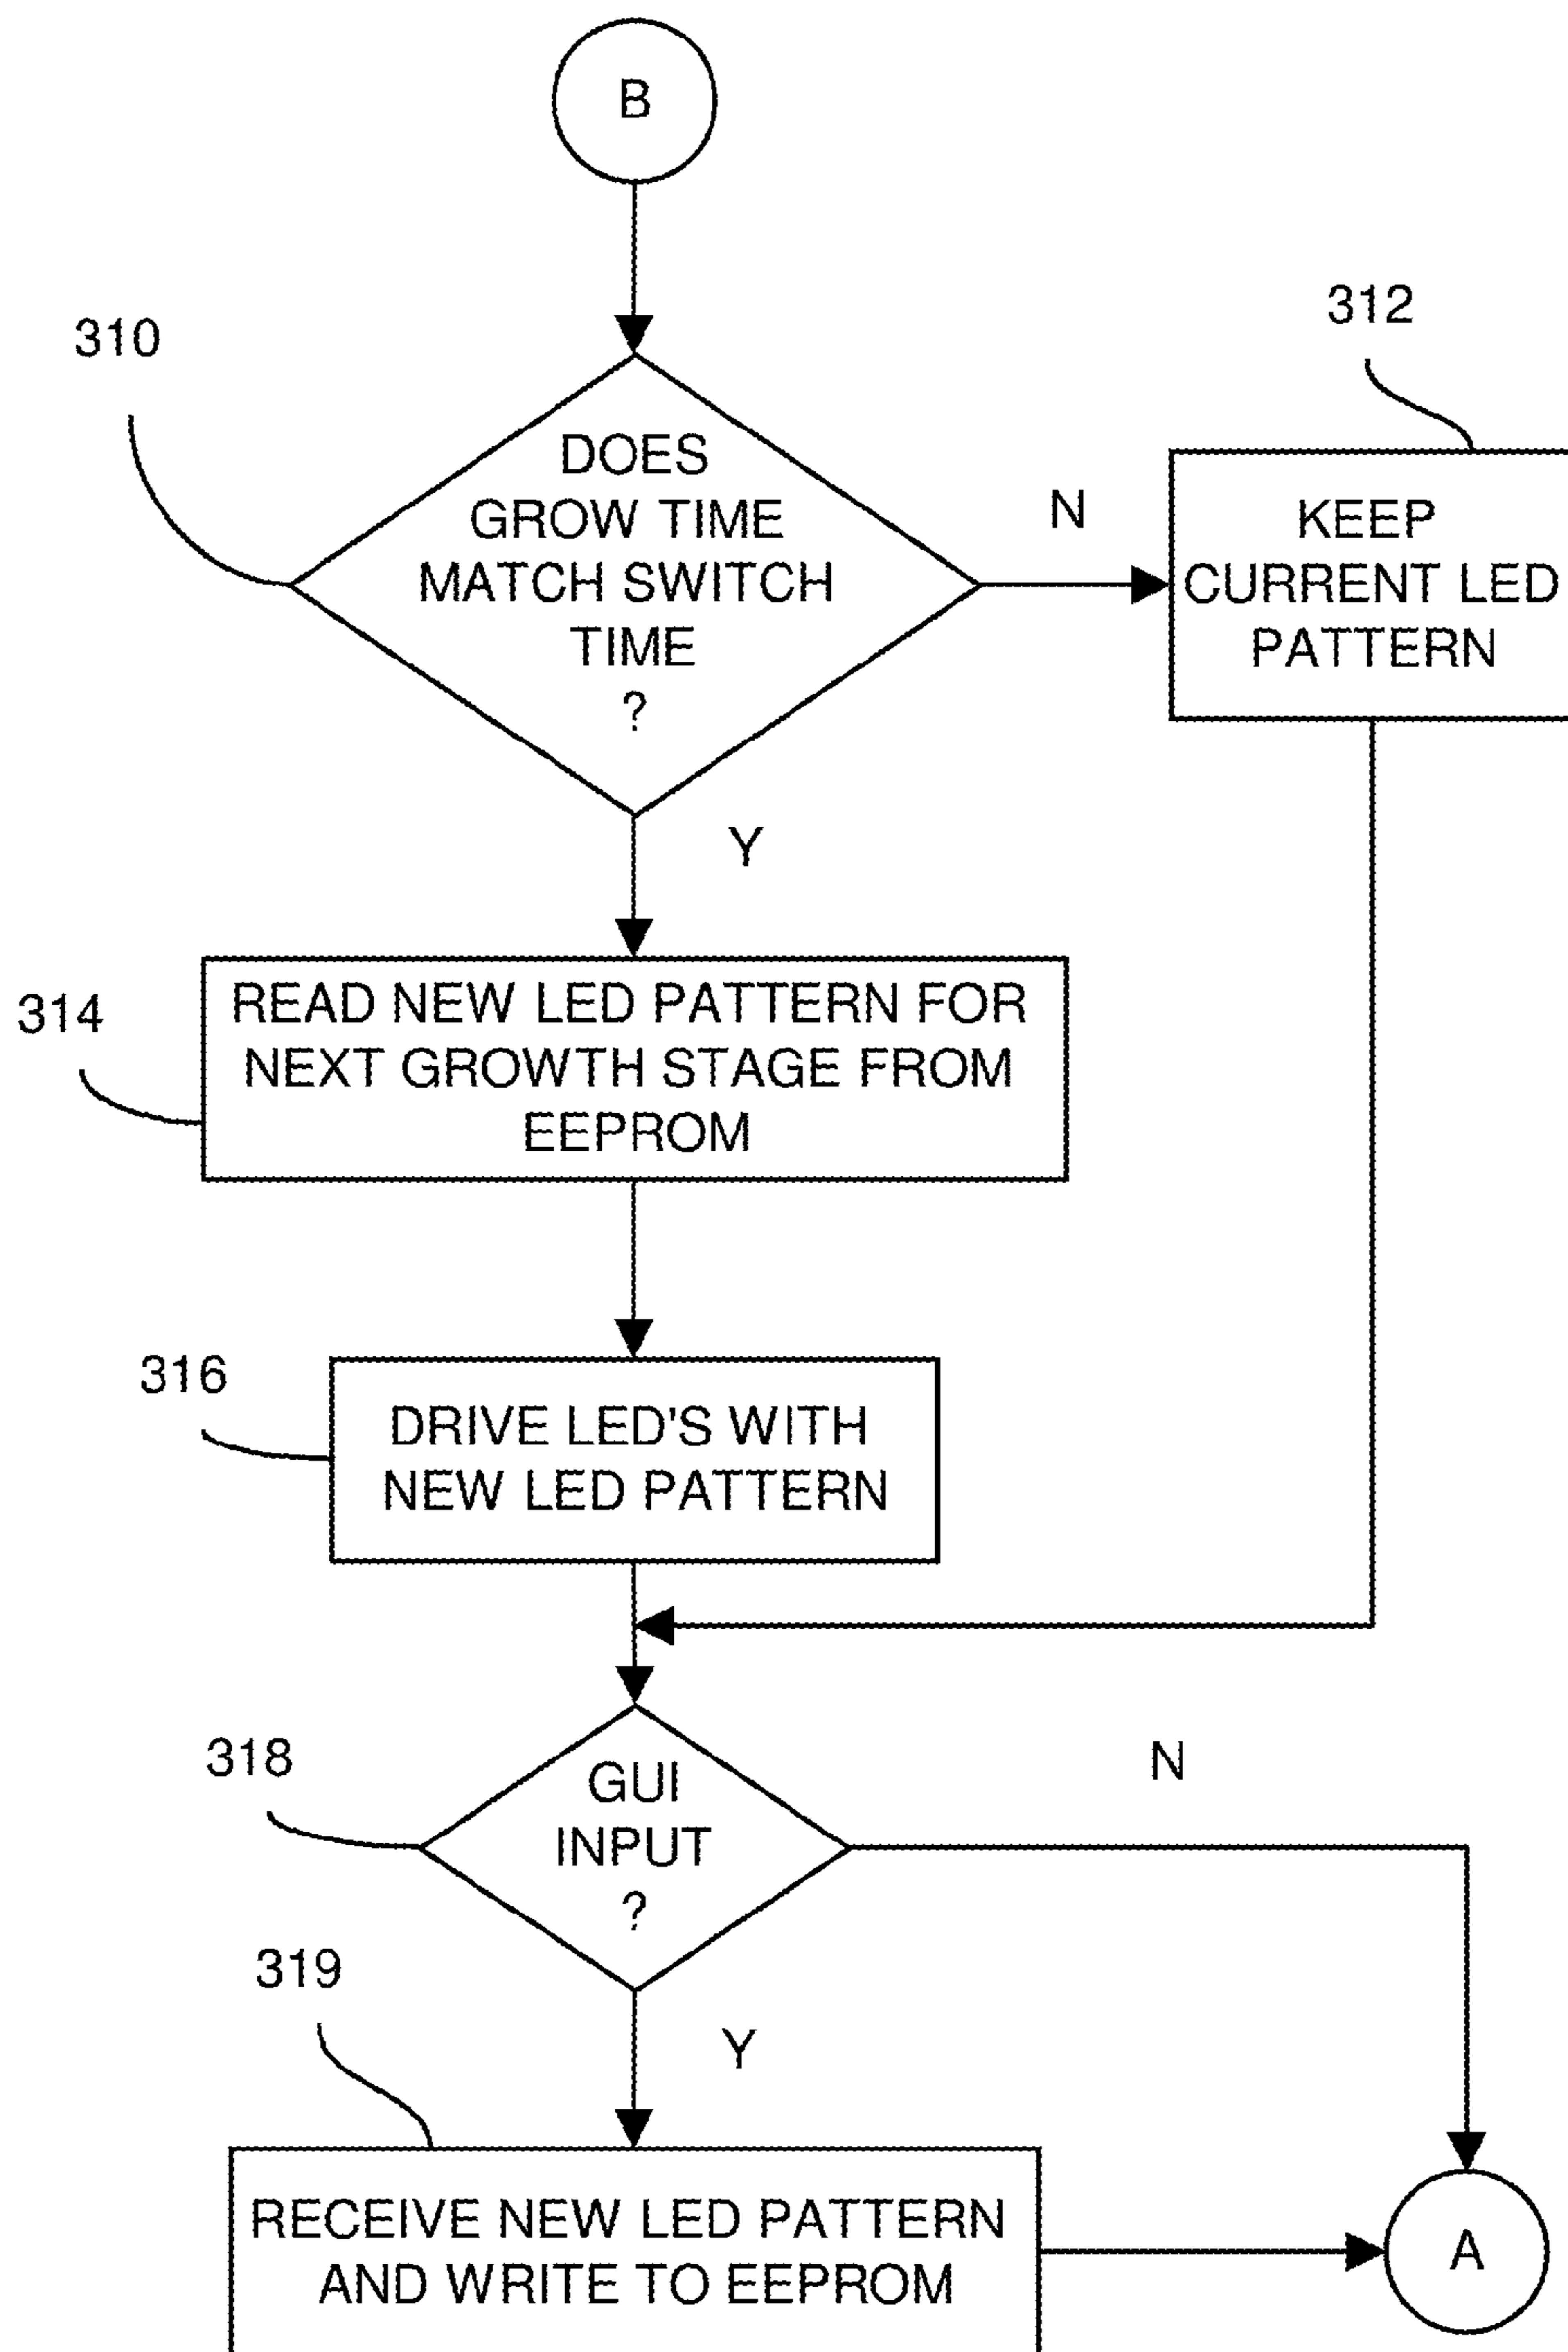 B
310
DOES
GROW TIME
MATCH SWITCH
TIME
?
N
312
KEEP
CURRENT LED
PATTERN
Y
314
READ NEW LED PATTERN FOR
NEXT GROWTH STAGE FROM
EEPROM
316
DRIVE LED'S WITH
NEW LED PATTERN
318
GUI
INPUT
?
N
319
Y
RECEIVE NEW LED PATTERN
AND WRITE TO EEPROM
A